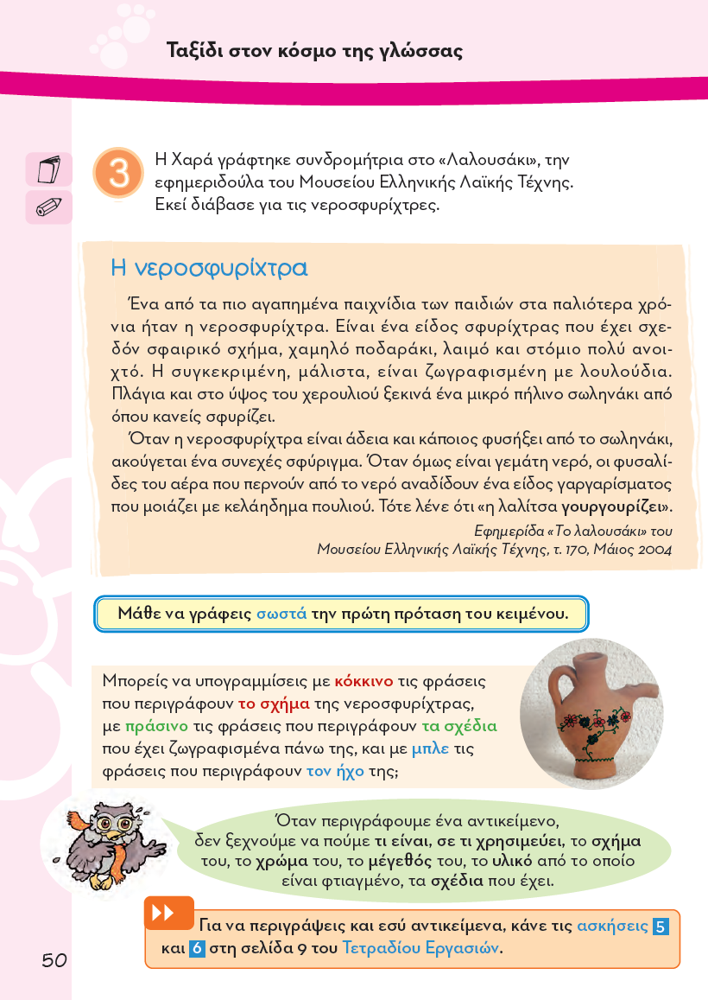 Ταξίδι στον κόσμο της γλώσσας
3
Η Χαρά γράφτηκε συνδρομήτρια στο «Λαλουσάκι», την
εφημεριδούλα του Μουσείου Ελληνικής Λαϊκής Τέχνης.
Εκεί διάβασε για τις νεροσφυρίχτρες.
Η νεροσφυρίχτρα
Ένα από τα πιο αγαπημένα παιχνίδια των παιδιών στα παλιότερα χρό-
νια ήταν η νεροσφυρίχτρα. Είναι ένα είδος σφυρίχτρας που έχει σχε-
δόν σφαιρικό σχήμα, χαμηλό ποδαράκι, λαιμό και στόμιο πολύ ανοι-
χτό. Η συγκεκριμένη, μάλιστα, είναι ζωγραφισμένη με λουλούδια.
Πλάγια και στο ύψος του χερουλιού ξεκινά ένα μικρό πήλινο σωληνάκι από
όπου κανείς σφυρίζει.
Όταν η νεροσφυρίχτρα είναι άδεια και κάποιος φυσήξει από το σωληνάκι,
ακούγεται ένα συνεχές σφύριγμα. Όταν όμως είναι γεμάτη νερό, οι φυσαλί-
δες του αέρα που περνούν από το νερό αναδίδουν ένα είδος γαργαρίσματος
που μοιάζει με κελάηδημα πουλιού. Τότε λένε ότι «η λαλίτσα γουργουρίζει».
Εφημερίδα «Το λαλουσάκι» του
Μουσείου Ελληνικής Λαϊκής Τέχνης, τ. 170, Μάιος 2004
Μάθε να γράφεις σωστά την πρώτη πρόταση του κειμένου.
Μπορείς να υπογραμμίσεις με κόκκινο τις φράσεις
που περιγράφουν το σχήμα της νεροσφυρίχτρας,
με πράσινο τις φράσεις που περιγράφουν τα σχέδια
που έχει ζωγραφισμένα πάνω της, και με μπλε τις
φράσεις που περιγράφουν τον ήχο της;
Όταν περιγράφουμε ένα αντικείμενο,
δεν ξεχνούμε να πούμε τι είναι, σε τι χρησιμεύει, το σχήμα
του, το χρώμα του, το μέγεθός του, το υλικό από το οποίο
είναι φτιαγμένο, τα σχέδια που έχει.
Για να περιγράψεις και εσύ αντικείμενα, κάνε τις ασκήσεις 5
και 6 στη σελίδα 9 του Τετραδίου Εργασιών.
50